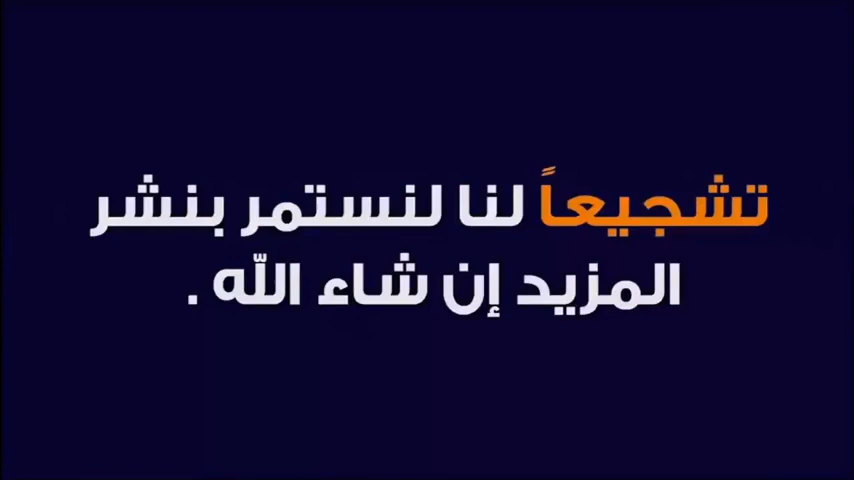 تشجيعاً لنا لنستمر بنشر
المزيد إن شاء الله .